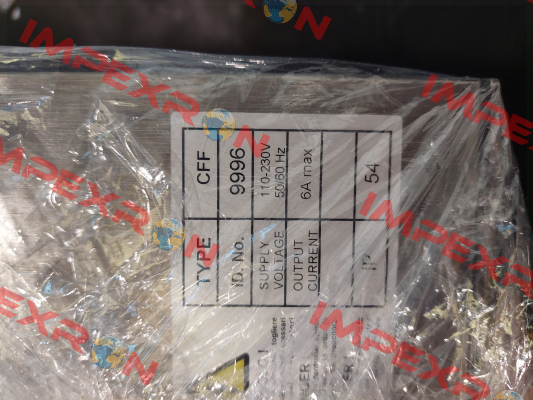 TYPE CFF
ID. No. 9996
SUPPLY VOLTAGE 110-230V 50/60 Hz
OUTPUT CURRENT 6A max
IP 54
togliere
IMPEXRON
IMPEXRON
IMPEXRON
IMPEXRON
IMPEXRON